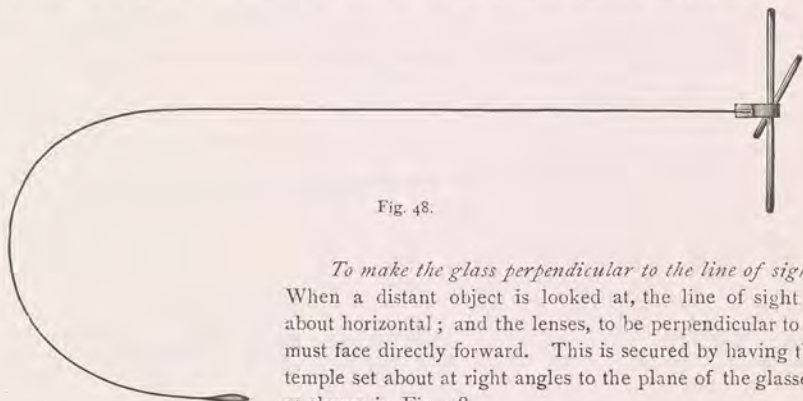 Fig. 48.
To make the glass perpendicular to the line of
When a distant object is looked at, the line of sight
about horizontal ; and the lenses, to be perpendicular to
must face directly forward. This is secured by having
temple set about at right angles to the plane of the